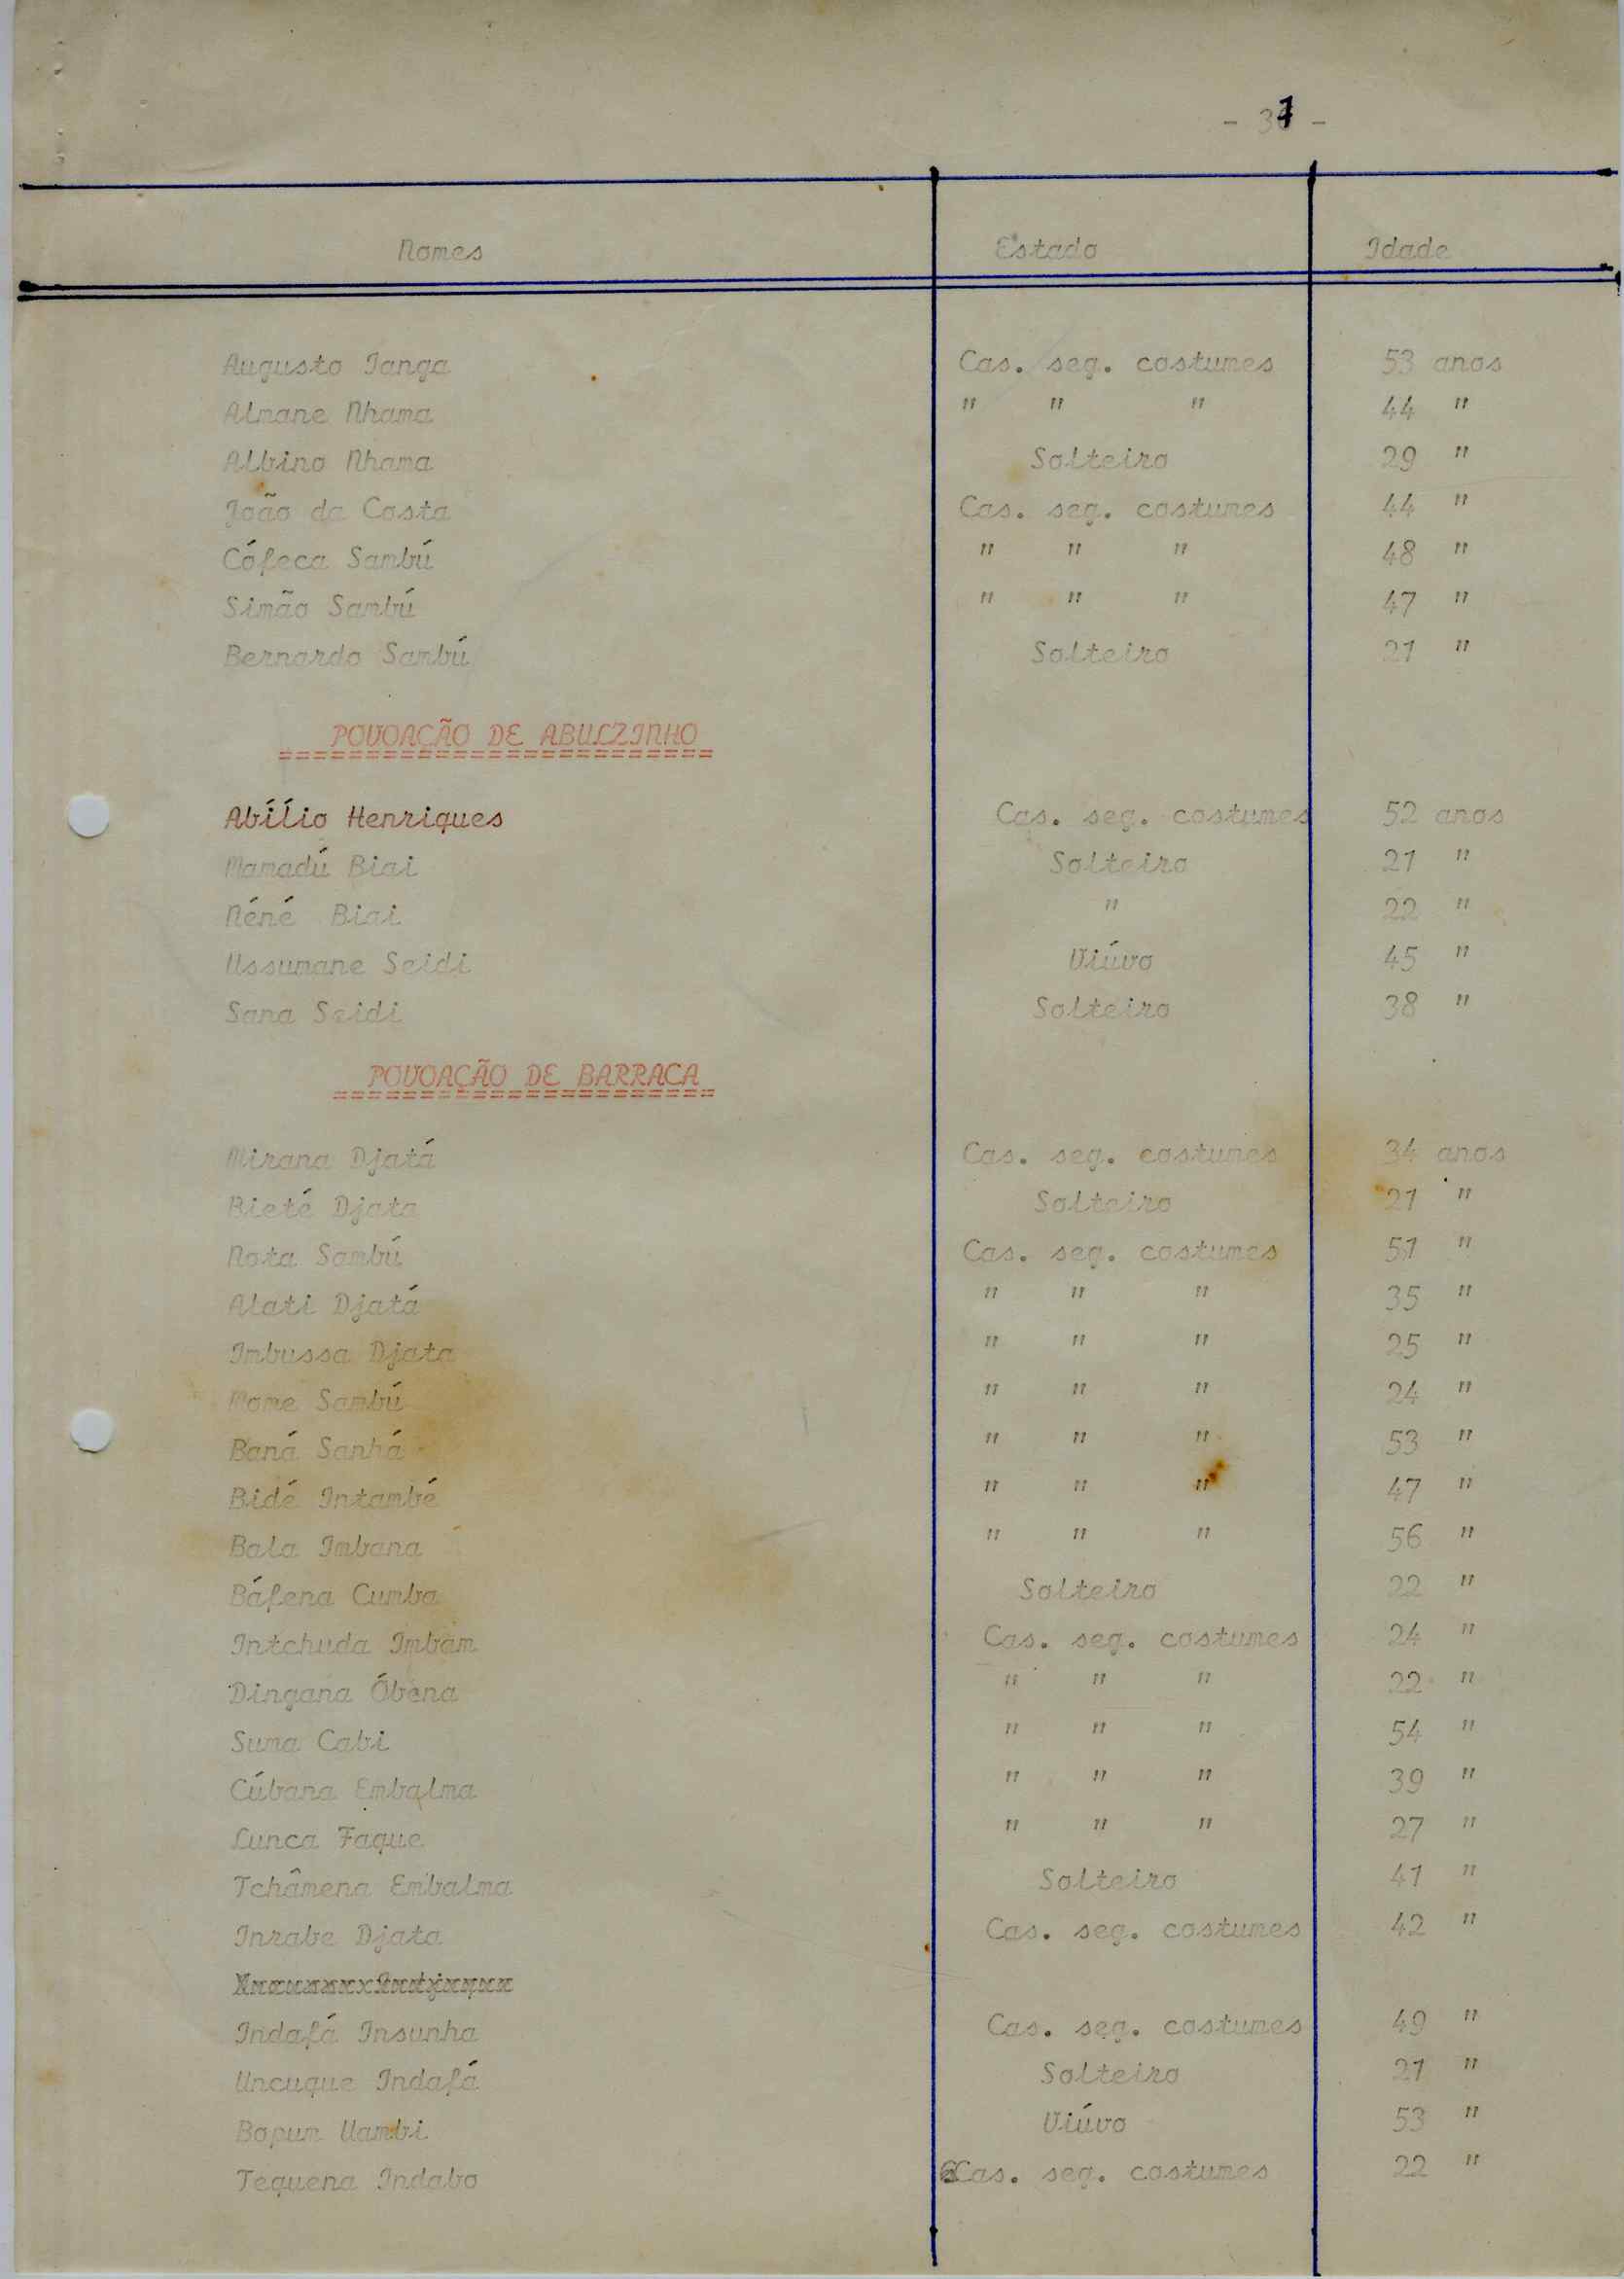 - 37 -
Nomes Estado Idade
Augusto Ianga Cas. seg. costumes 53 anos
Almane Nhama " " " 44 "
Albino Nhama Solteiro 29 "
João da Costa Cas. seg. costumes 44 "
Cófeca Sambú " " " 48 "
Simão Sambú " " " 47 "
Bernardo Sambú Solteiro 21 "
POVOAÇÃO DE ABULZINHO
Abílio Henriques Cas. seg. costumes 52 anos
Mamadú Biai Solteiro 21 "
Néné Biai " 22 "
Ussumane Seidi Viúvo 45 "
Sana Seidi Solteiro 38 "
POVOAÇÃO DE BARRACA
Mirana Djatá Cas. seg. costumes 34 anos
Bieté Djata Solteiro 21 "
Nota Sambú Cas. seg. costumes 51 "
Alati Djatá " " " 35 "
Imbussa Djata " " " 25 "
Mome Sambú " " " 24 "
Baná Sanhá " " " 53 "
Bidé Intambé " " " 47 "
Bala Imbana " " " 56 "
Báfena Cumba Solteiro 22 "
Intchuda Imbam Cas. seg. costumes 24 "
Dingana Óbena " " " 22 "
Suma Cabi " " " 54 "
Cúbana Embalma " " " 39 "
Lunca Faque " " " 27 "
Tchâmena Embalma Solteiro 41 "
Inrabe Djata Cas. seg. costumes 42 "
Indafá Insunha Cas. seg. costumes 49 "
Uncuque Indafá Solteiro 21 "
Bopum Uambi Viúvo 53 "
Tequena Indabo Cas. seg. costumes 22 "